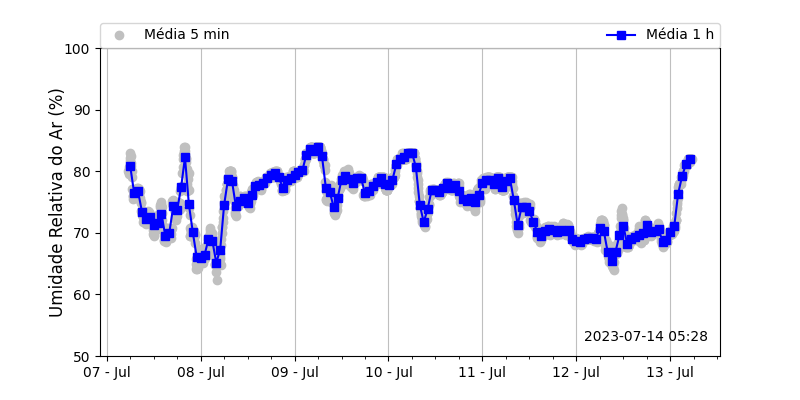 Média 5 min
Média 1 h
Umidade Relativa do Ar (%)
100
90
80
70
60
50
2023-07-14 05:28
07 - Jul
08 - Jul
09 - Jul
10 - Jul
11 - Jul
12 - Jul
13 - Jul